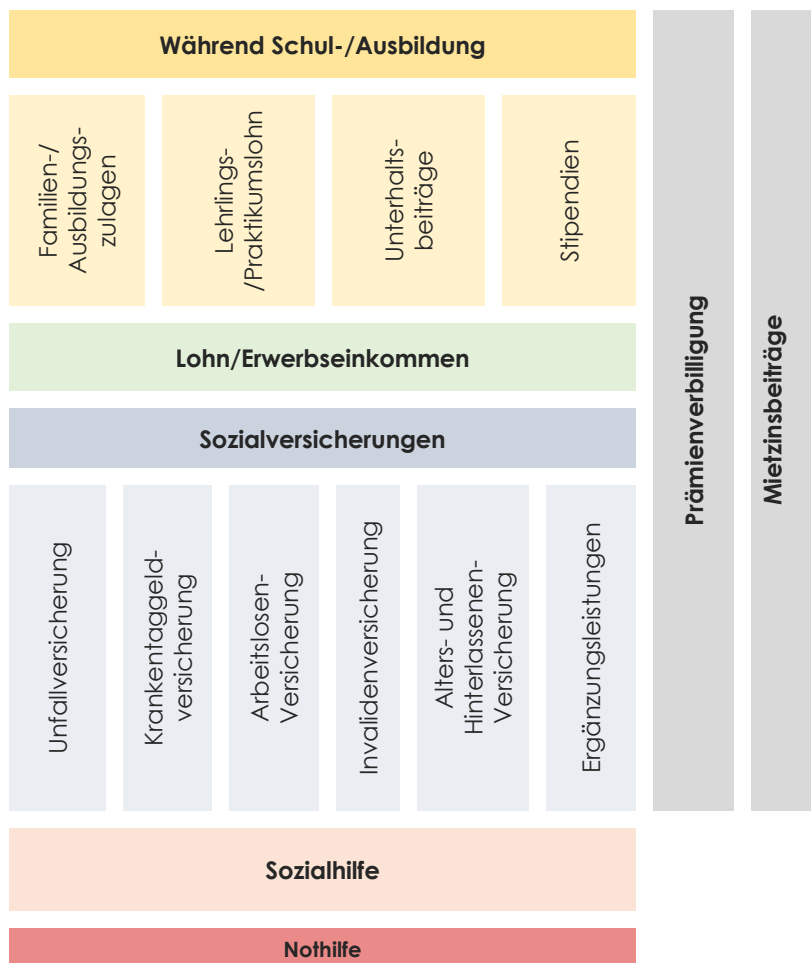 Während Schul-/Ausbildung
Familien-/
Ausbildungs-
zulagen
Lehrlings-
/Praktikumslohn
Unterhalts-
beiträge
Stipendien
Lohn/Erwerbseinkommen
Sozialversicherungen
Unfallversicherung
Krankentaggeld-
versicherung
Arbeitslosen-
Versicherung
Invalidenversicherung
Alters- und
Hinterlassenen-
Versicherung
Ergänzungsleistungen
Prämienverbilligung
Mietzinsbeiträge
Sozialhilfe
Nothilfe